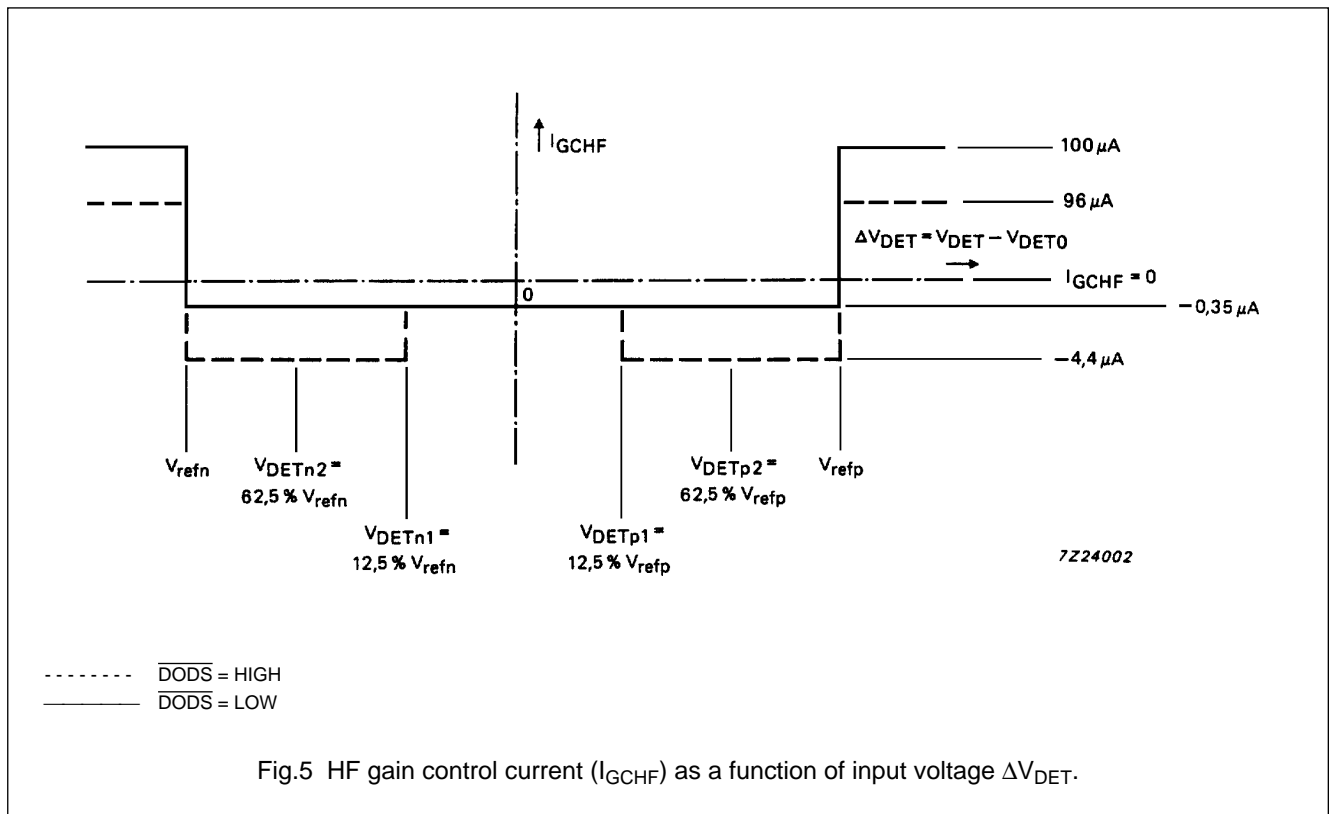 I_GCHF
100 μA
96 μA
ΔV_DET = V_DET − V_DET0
I_GCHF = 0
0
−0,35 μA
−4,4 μA
V_refn
V_DETn2 =
62,5 % V_refn
V_DETp2 =
62,5 % V_refp
V_refp
V_DETn1 =
12,5 % V_refn
V_DETp1 =
12,5 % V_refp
7Z24002
D̅O̅D̅S̅ = HIGH
D̅O̅D̅S̅ = LOW
Fig.5 HF gain control current (I_GCHF) as a function of input voltage ΔV_DET.